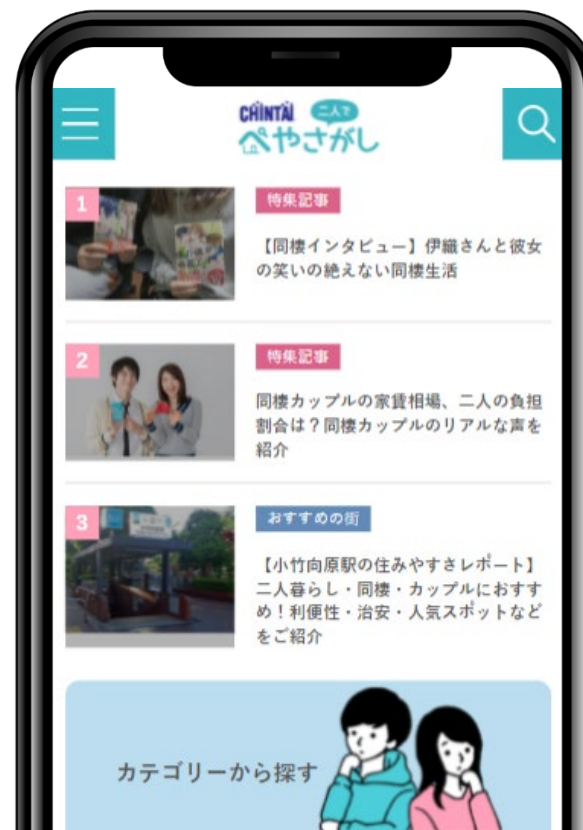 CHINTAI 二人で
へやさがし
1
特集記事
【同棲インタビュー】伊織さんと彼女
の笑いの絶えない同棲生活
2
特集記事
同棲カップルの家賃相場、二人の負担
割合は？同棲カップルのリアルな声を
紹介
3
おすすめの街
【小竹向原駅の住みやすさレポート】
二人暮らし・同棲・カップルにおすす
め！利便性・治安・人気スポットなど
をご紹介
カテゴリーから探す